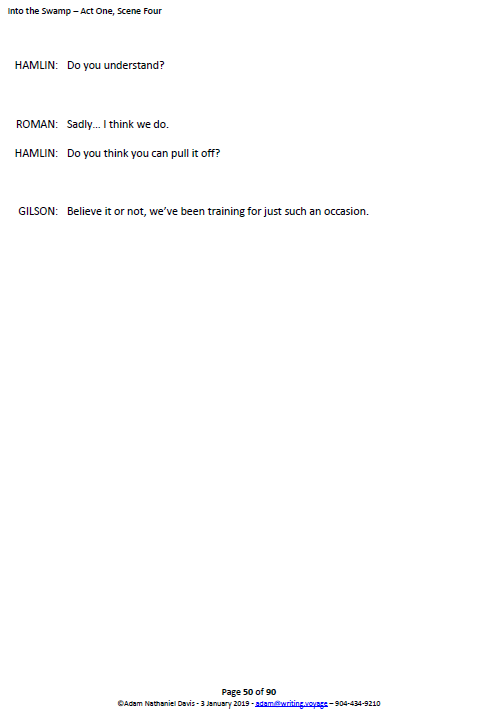 Into the Swamp – Act One, Scene Four
HAMLIN: Do you understand?
ROMAN: Sadly... I think we do.
HAMLIN: Do you think you can pull it off?
GILSON: Believe it or not, we've been training for just such an occasion.
Page 50 of 90
©Adam Nathaniel Davis - 3 January 2019 - adam@writing.voyage – 904-434-9210